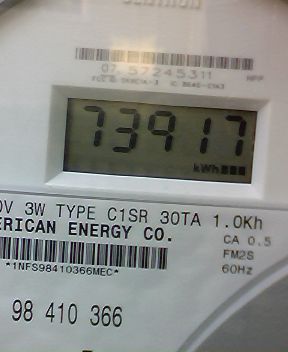 07 57245311
73917
kWh
0V 3W TYPE C1SR 30TA 1.0Kh
ERICAN ENERGY CO.
CA 0.5
*1NFS98410366MEC*
FM2S
60Hz
98 410 366